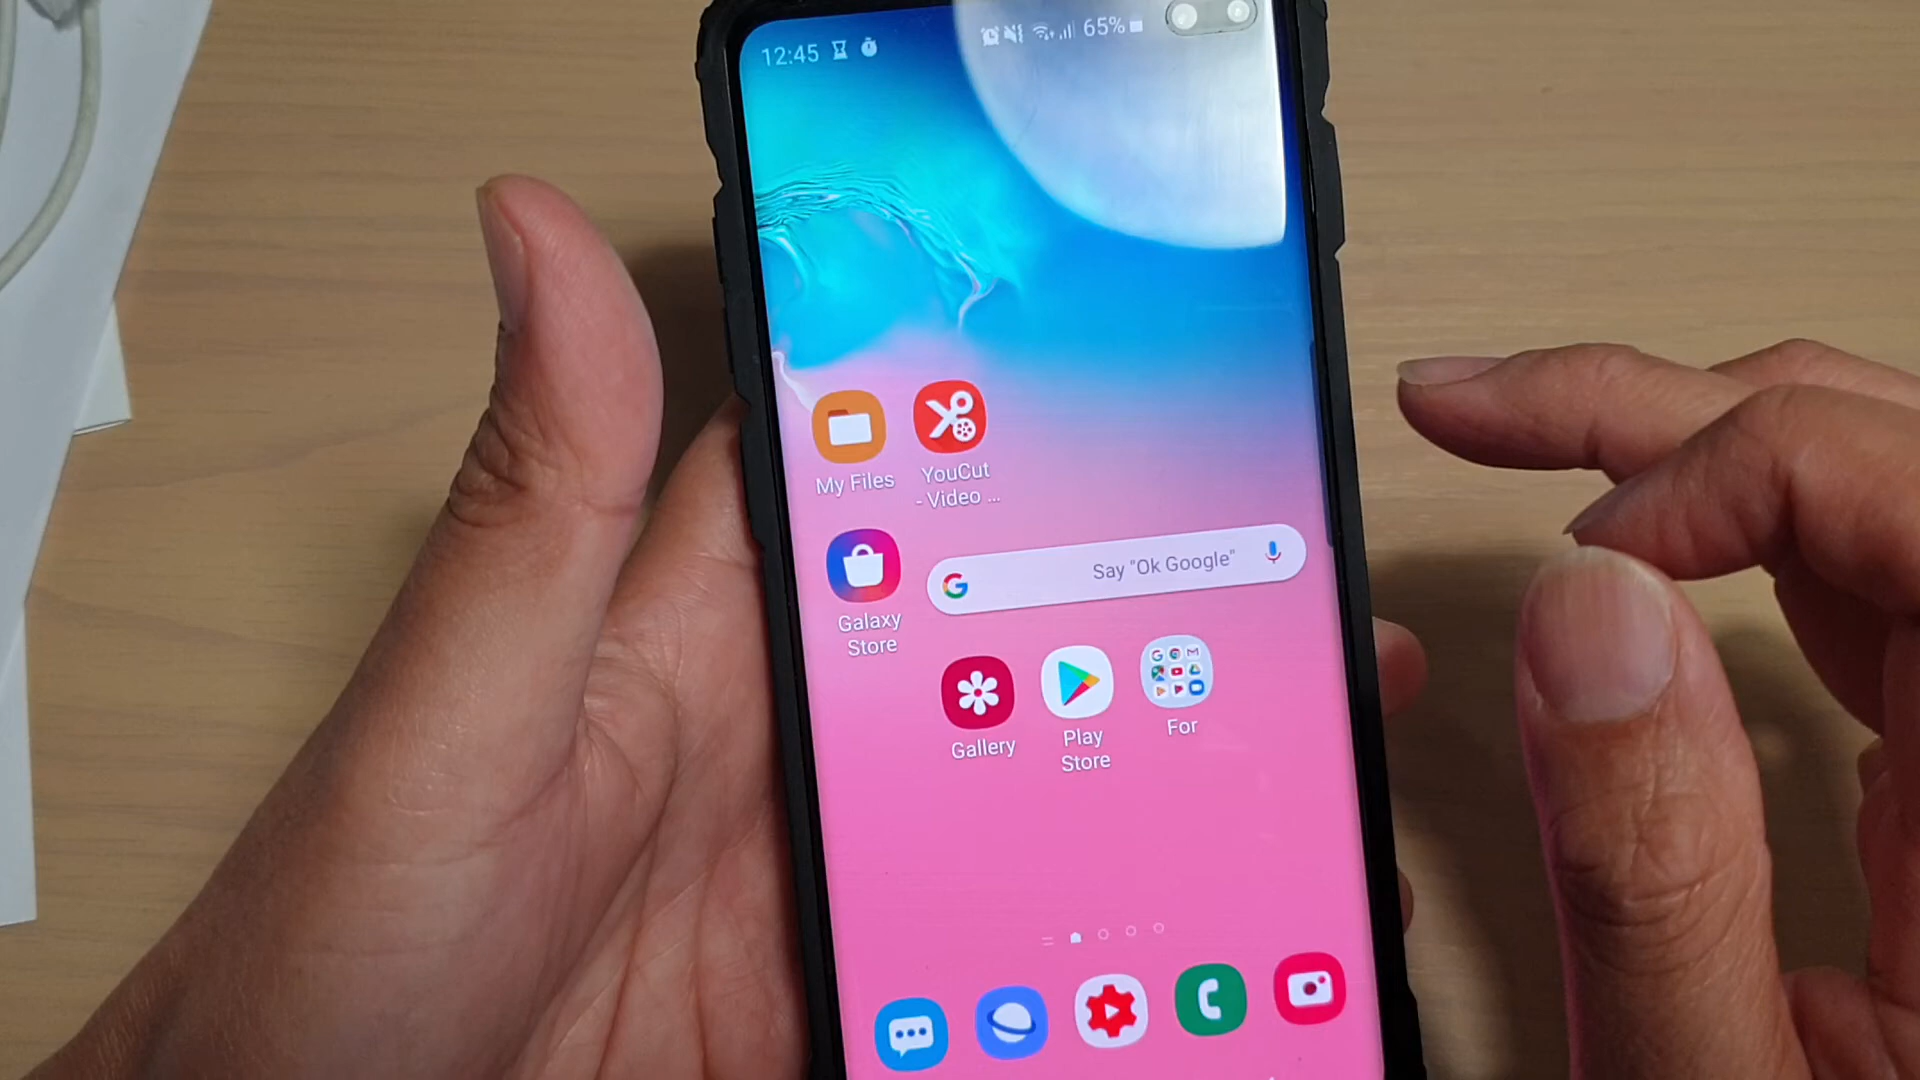 12:45
65%
My Files
YouCut
- Video ...
Say "Ok Google"
Galaxy
Store
Gallery
Play
Store
For